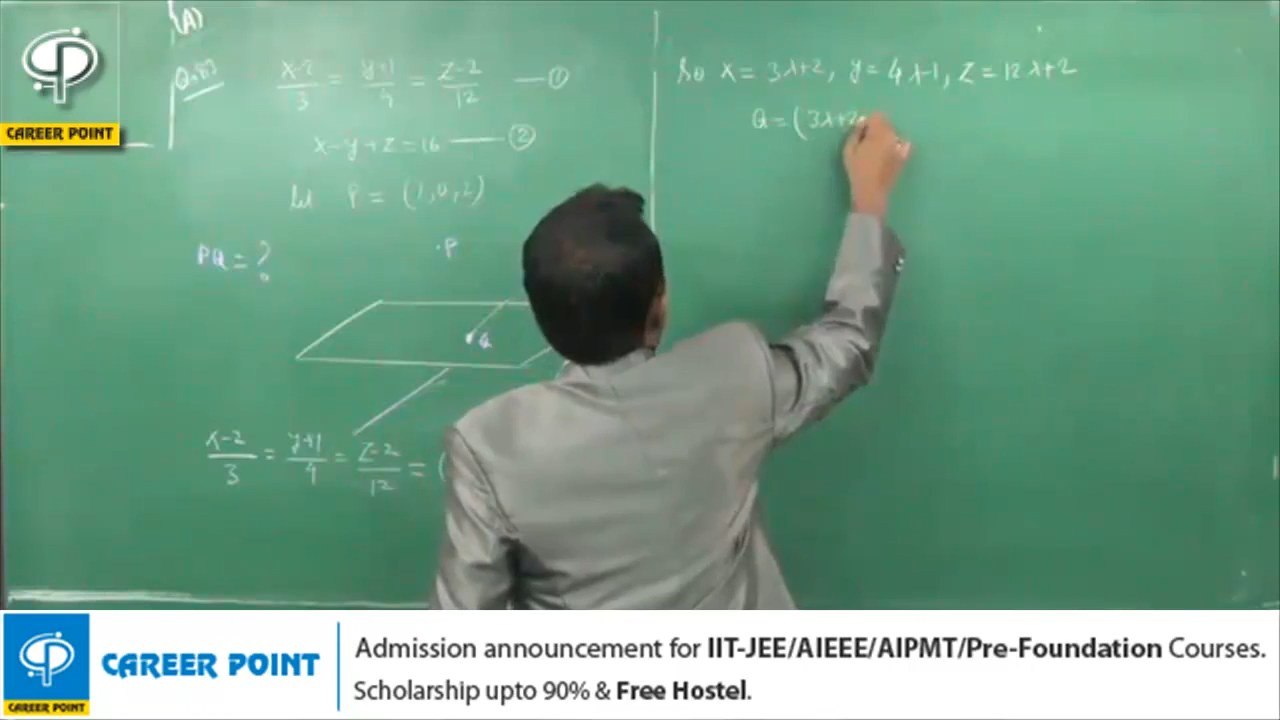 (A)
CAREER POINT
x-2/3 = y+1/4 = z-2/12 — ①
x-y+z=16 — ②
Let P = (1,0,2)
PQ = ?
.P
Q
x-2/3 = y+1/4 = z-2/12 = (
So x = 3λ+2, y = 4λ-1, z = 12λ+2
Q = (3λ+2
CAREER POINT
CAREER POINT
Admission announcement for IIT-JEE/AIEEE/AIPMT/Pre-Foundation Courses.
Scholarship upto 90% & Free Hostel.